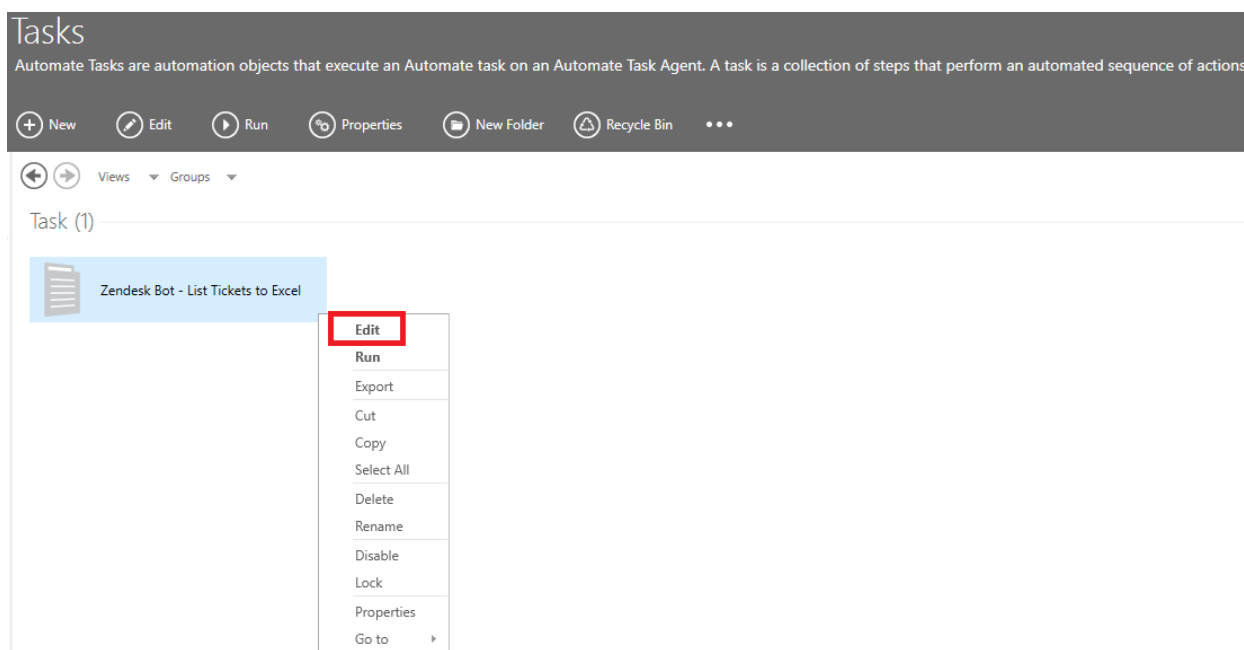 Tasks
Automate Tasks are automation objects that execute an Automate task on an Automate Task Agent. A task is a collection of steps that perform an automated sequence of actions
New Edit Run Properties New Folder Recycle Bin •••
Views Groups
Task (1)
Zendesk Bot - List Tickets to Excel
Edit
Run
Export
Cut
Copy
Select All
Delete
Rename
Disable
Lock
Properties
Go to